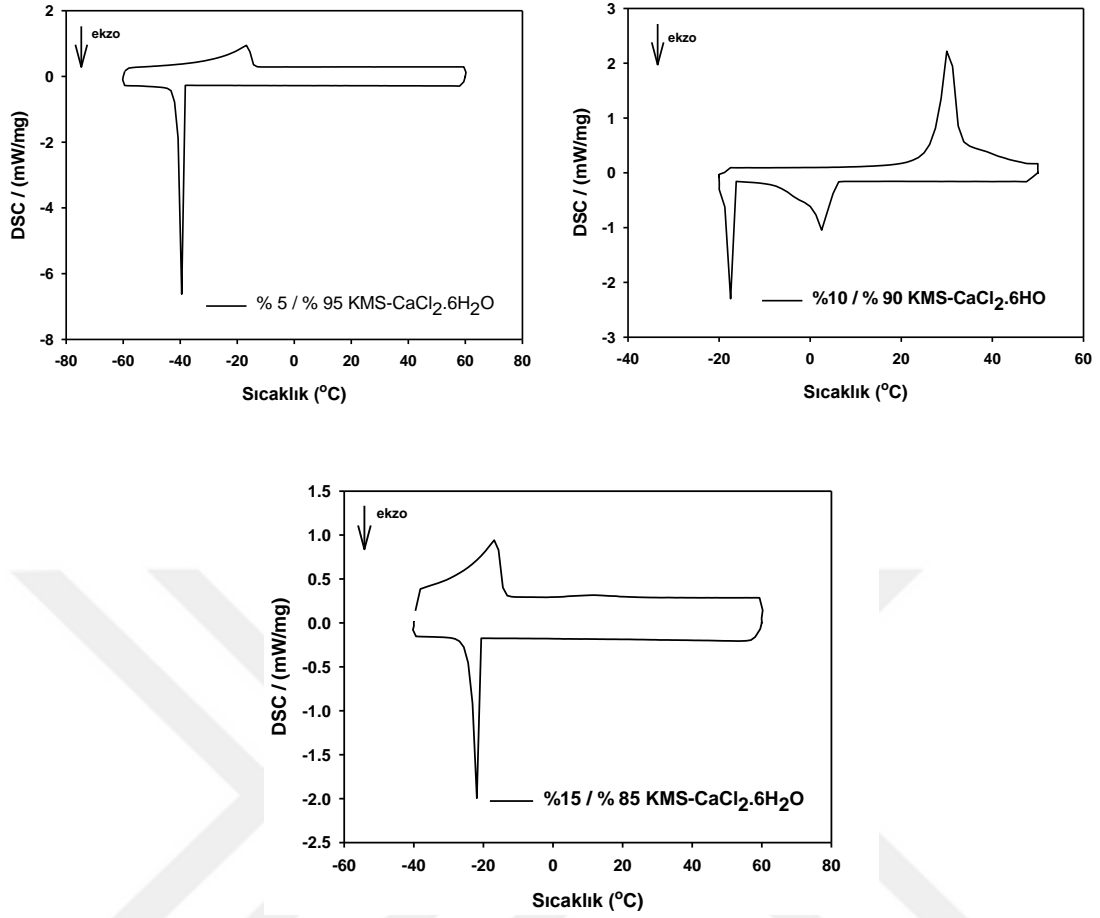 2
0
-2
-4
-6
-8
DSC / (mW/mg)
ekzo
% 5 / % 95 KMS-CaCl2.6H2O
-80 -60 -40 -20 0 20 40 60 80
Sıcaklık (oC)
3
2
1
0
-1
-2
-3
DSC / (mW/mg)
ekzo
%10 / % 90 KMS-CaCl2.6HO
-40 -20 0 20 40 60
Sıcaklık (oC)
1.5
1.0
0.5
0.0
-0.5
-1.0
-1.5
-2.0
-2.5
DSC / (mW/mg)
ekzo
%15 / % 85 KMS-CaCl2.6H2O
-60 -40 -20 0 20 40 60 80
Sıcaklık (oC)